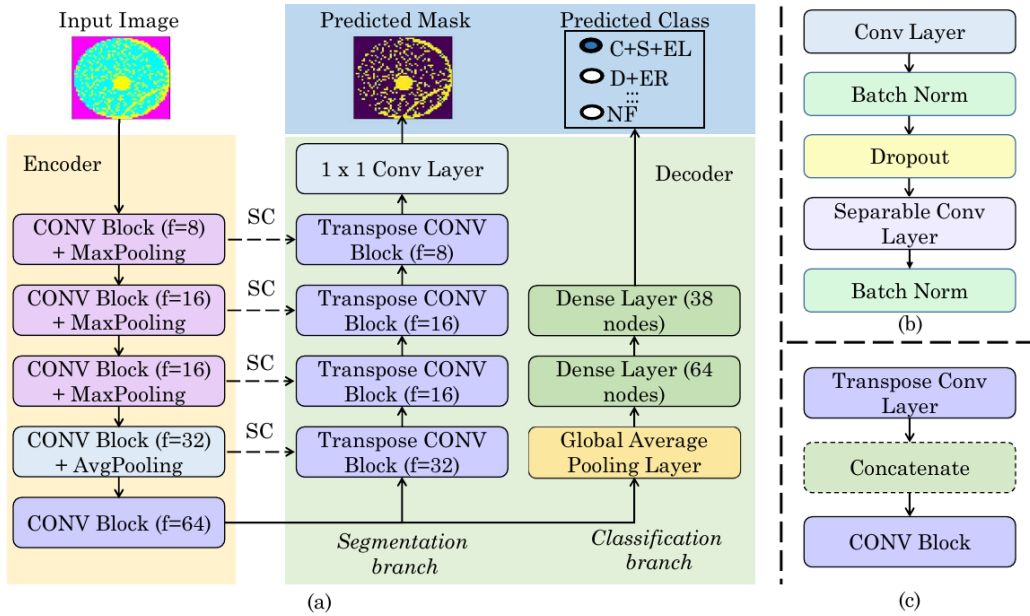 Input Image
Predicted Mask
Predicted Class
C+S+EL
D+ER
...
...
NF
Encoder
CONV Block (f=8)
+ MaxPooling
CONV Block (f=16)
+ MaxPooling
CONV Block (f=16)
+ MaxPooling
CONV Block (f=32)
+ AvgPooling
CONV Block (f=64)
SC
SC
SC
SC
1 x 1 Conv Layer
Transpose CONV
Block (f=8)
Transpose CONV
Block (f=16)
Transpose CONV
Block (f=16)
Transpose CONV
Block (f=32)
Segmentation
branch
Decoder
Dense Layer (38
nodes)
Dense Layer (64
nodes)
Global Average
Pooling Layer
Classification
branch
(a)
Conv Layer
Batch Norm
Dropout
Separable Conv
Layer
Batch Norm
(b)
Transpose Conv
Layer
Concatenate
CONV Block
(c)